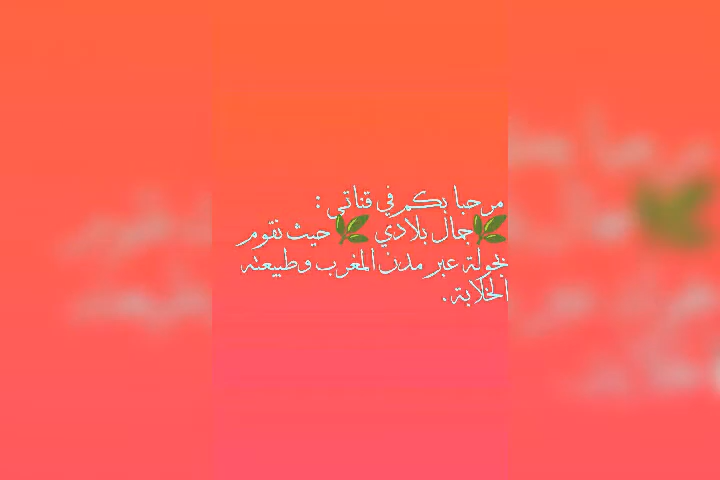 مرحبا بكم في قناتي :
🌿جمال بلادي 🌿حيث نقوم
بجولة عبر مدن المغرب وطبيعته
الخلابة.